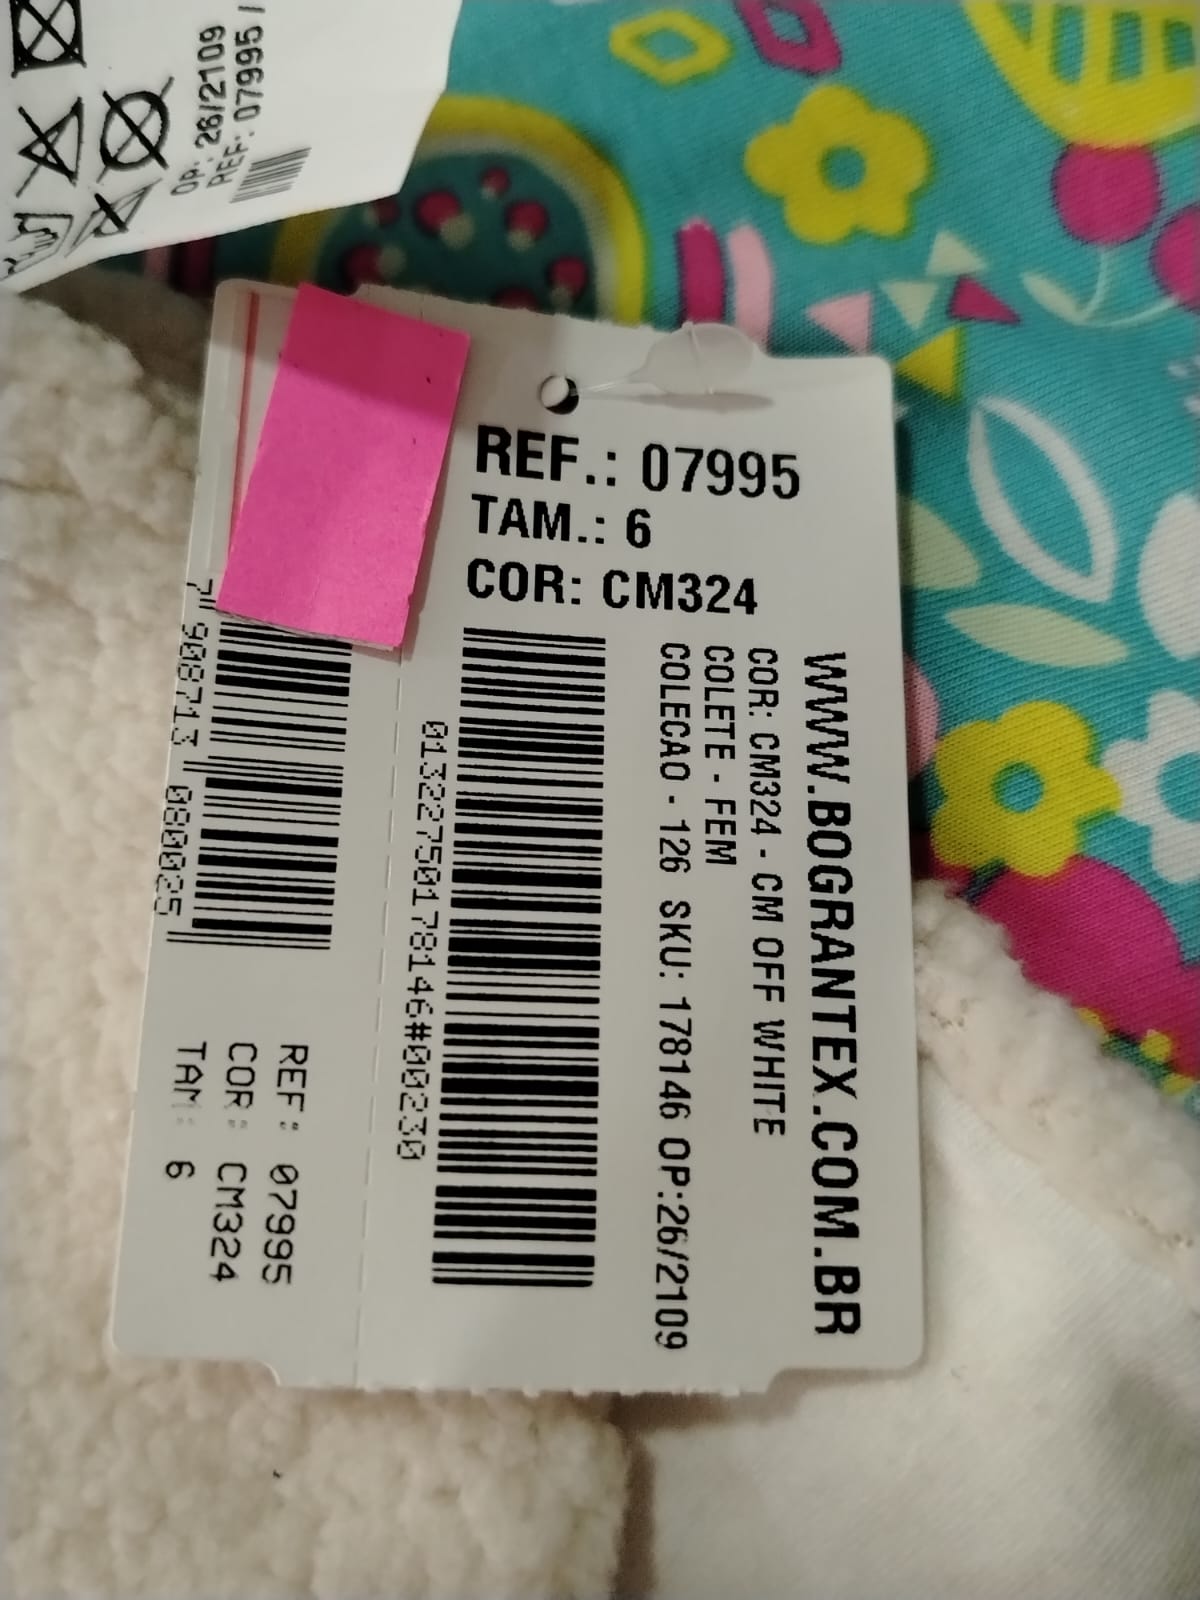 OP: 26/2109
REF: 07995 I
REF.: 07995
TAM.: 6
COR: CM324
WWW.BOGRANTEX.COM.BR
COR: CM324 - CM OFF WHITE
COLETE - FEM
COLECAO - 126 SKU: 178146 OP:26/2109
01322750178146#00230
REF: 07995
COR: CM324
TAM: 6
7 908713 080025